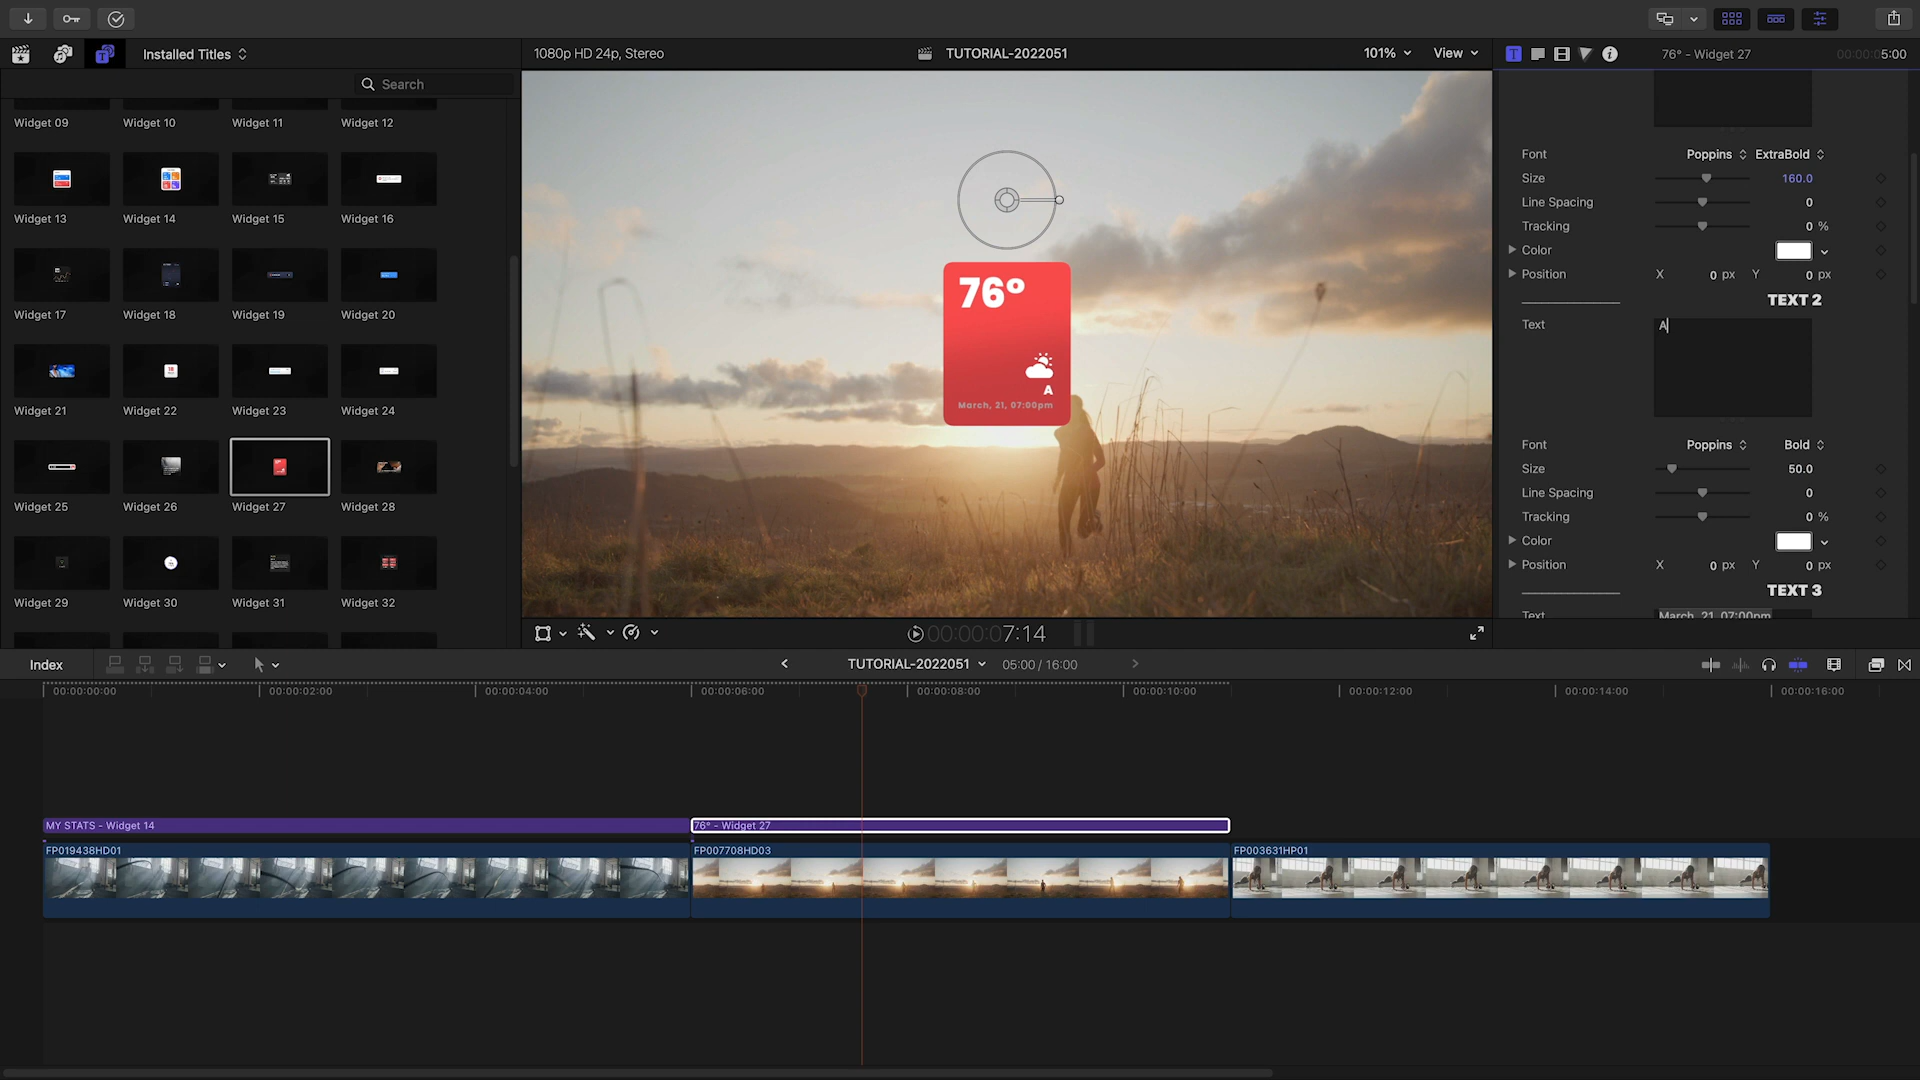 Installed Titles
1080p HD 24p, Stereo
TUTORIAL-2022051
101%
View
76° - Widget 27
00:00:05:00
Search
Widget 09
Widget 10
Widget 11
Widget 12
Widget 13
Widget 14
Widget 15
Widget 16
Widget 17
Widget 18
Widget 19
Widget 20
Widget 21
Widget 22
Widget 23
Widget 24
Widget 25
Widget 26
Widget 27
Widget 28
Widget 29
Widget 30
Widget 31
Widget 32
76°
A
March, 21, 07:00pm
Font Poppins ExtraBold
Size 160.0
Line Spacing 0
Tracking 0 %
Color
Position X 0 px Y 0 px
TEXT 2
Text A
Font Poppins Bold
Size 50.0
Line Spacing 0
Tracking 0 %
Color
Position X 0 px Y 0 px
TEXT 3
Text March, 21, 07:00pm
00:00:07:14
Index
TUTORIAL-2022051
05:00 / 16:00
00:00:00:00
00:00:02:00
00:00:04:00
00:00:06:00
00:00:08:00
00:00:10:00
00:00:12:00
00:00:14:00
00:00:16:00
MY STATS - Widget 14
76° - Widget 27
FP019438HD01
FP007708HD03
FP003631HP01